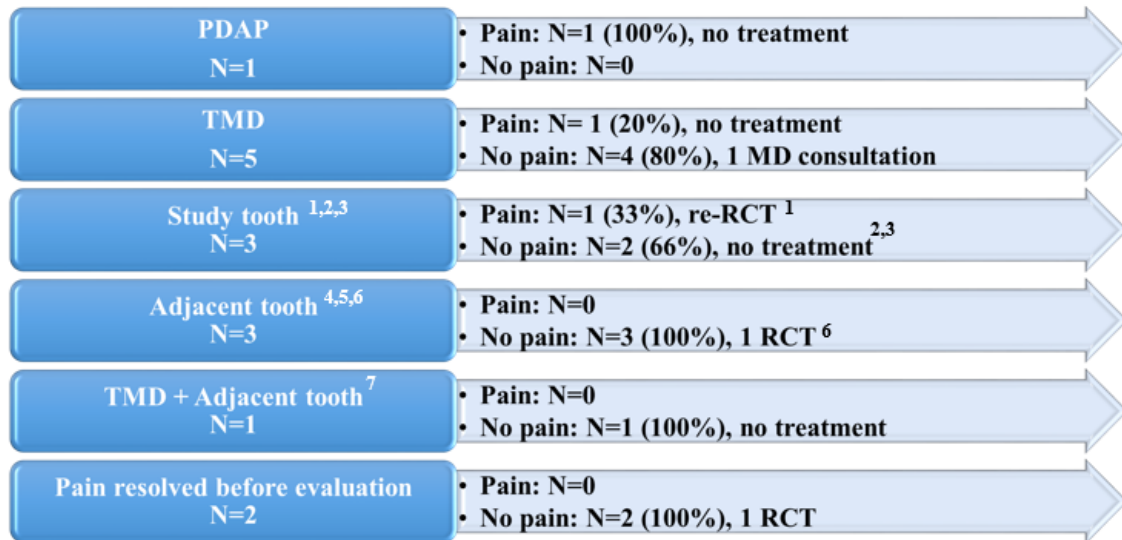 PDAP
N=1
• Pain: N=1 (100%), no treatment
• No pain: N=0
TMD
N=5
• Pain: N= 1 (20%), no treatment
• No pain: N=4 (80%), 1 MD consultation
Study tooth 1,2,3
N=3
• Pain: N=1 (33%), re-RCT 1
• No pain: N=2 (66%), no treatment 2,3
Adjacent tooth 4,5,6
N=3
• Pain: N=0
• No pain: N=3 (100%), 1 RCT 6
TMD + Adjacent tooth 7
N=1
• Pain: N=0
• No pain: N=1 (100%), no treatment
Pain resolved before evaluation
N=2
• Pain: N=0
• No pain: N=2 (100%), 1 RCT